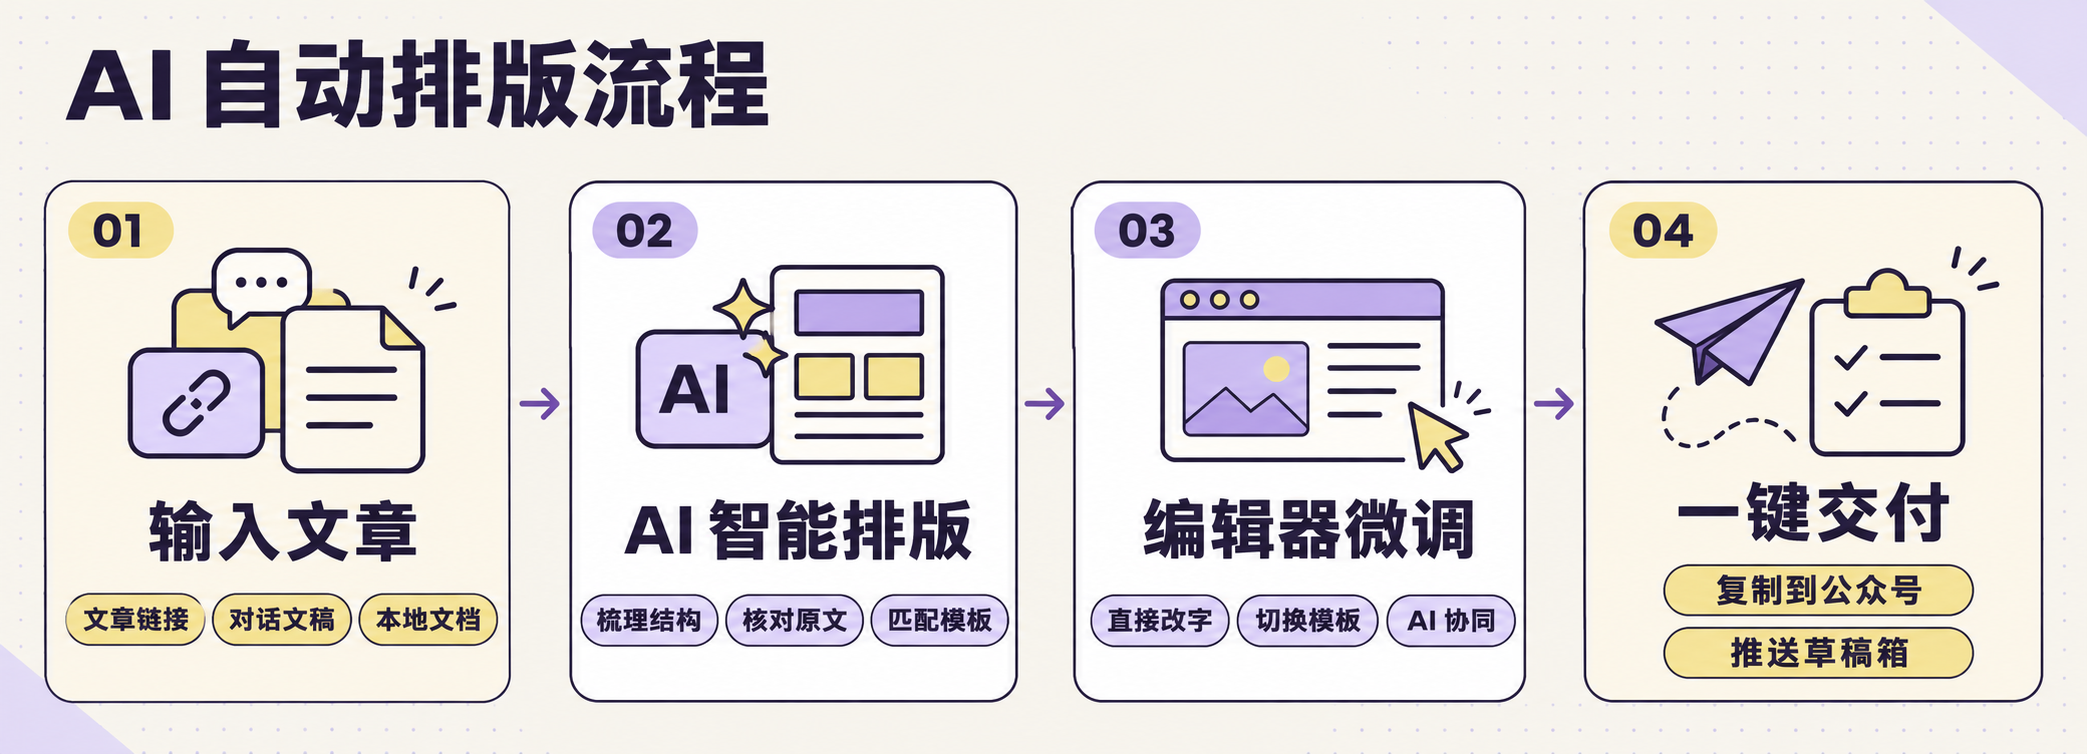 AI 自动排版流程
01
AI
输入文章
文章链接 对话文稿 本地文档
02
AI 智能排版
梳理结构 核对原文 匹配模板
03
编辑器微调
直接改字 切换模板 AI 协同
04
一键交付
复制到公众号
推送草稿箱